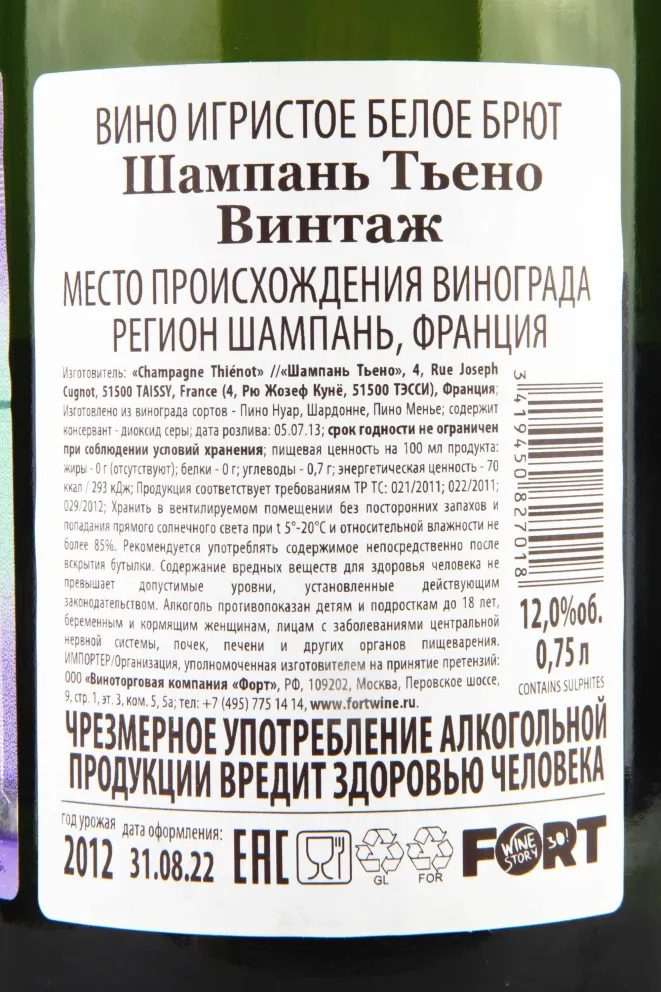 ВИНО ИГРИСТОЕ БЕЛОЕ БРЮТ
Шампань Тьено
Винтаж
МЕСТО ПРОИСХОЖДЕНИЯ ВИНОГРАДА
РЕГИОН ШАМПАНЬ, ФРАНЦИЯ
Изготовитель: «Champagne Thiénot» //«Шампань Тьено», 4, Rue Joseph
Cugnot, 51500 TAISSY, France (4, Рю Жозеф Кунё, 51500 ТЭССИ), Франция;
Изготовлено из винограда сортов - Пино Нуар, Шардонне, Пино Менье; содержит
консервант - диоксид серы; дата розлива: 05.07.13; срок годности не ограничен
при соблюдении условий хранения; пищевая ценность на 100 мл продукта:
жиры - 0 г (отсутствуют); белки - 0 г; углеводы - 0,7 г; энергетическая ценность - 70
ккал / 293 кДж; Продукция соответствует требованиям ТР ТС: 021/2011; 022/2011;
029/2012; Хранить в вентилируемом помещении без посторонних запахов и
попадания прямого солнечного света при t 5°-20°С и относительной влажности не
более 85%. Рекомендуется употреблять содержимое непосредственно после
вскрытия бутылки. Содержание вредных веществ для здоровья человека не
превышает допустимые уровни, установленные действующим
законодательством. Алкоголь противопоказан детям и подросткам до 18 лет,
беременным и кормящим женщинам, лицам с заболеваниями центральной
нервной системы, почек, печени и других органов пищеварения.
ИМПОРТЕР/Организация, уполномоченная изготовителем на принятие претензий:
ООО «Виноторговая компания «Форт», РФ, 109202, Москва, Перовское шоссе,
9, стр. 1, эт. 3, ком. 5, 5а; тел: +7 (495) 775 14 14, www.fortwine.ru.
3 419450 827018
12,0%об.
0,75 л
CONTAINS SULPHITES
ЧРЕЗМЕРНОЕ УПОТРЕБЛЕНИЕ АЛКОГОЛЬНОЙ
ПРОДУКЦИИ ВРЕДИТ ЗДОРОВЬЮ ЧЕЛОВЕКА
год урожая дата оформления:
2012 31.08.22
EAC
GL
FOR
FORT
WINE STORY
30!